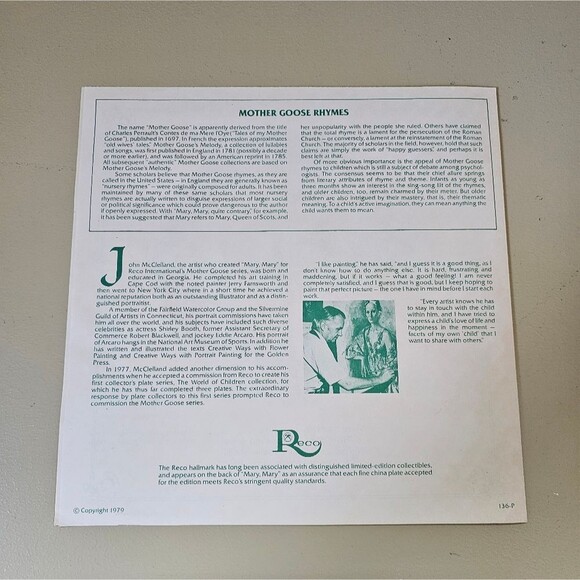 MOTHER GOOSE RHYMES
The name "Mother Goose" is apparently derived from the title
of Charles Perrault's Contes de ma Mere l'Oye ("Tales of my Mother
Goose"), published in 1697. In French the expression approximates
"old wives' tales." Mother Goose's Melody, a collection of lullabies
and songs, was first published in England in 1781 (possibly a decade
or more earlier), and was followed by an American reprint in 1785.
All subsequent "authentic" Mother Goose collections are based on
Mother Goose's Melody.
Some scholars believe that Mother Goose rhymes, as they are
called in the United States – in England they are generally known as
"nursery rhymes" – were originally composed for adults. It has been
maintained by many of these same scholars that most nursery
rhymes are actually written to disguise expressions of larger social
or political significance which could prove dangerous to the author
if openly expressed. With "Mary, Mary, quite contrary," for example,
it has been suggested that Mary refers to Mary, Queen of Scots, and
her unpopularity with the people she ruled. Others have claimed
that the total rhyme is a lament for the persecution of the Roman
Church – or conversely, a lament at the reinstatement of the Roman
Church. The majority of scholars in the field, however, hold that such
claims are simply the work of "happy guessers" and perhaps it is
best left at that.
Of more obvious importance is the appeal of Mother Goose
rhymes to children which is still a subject of debate among psychol-
ogists. The consensus seems to be that their chief allure springs
from literary attributes of rhyme and theme. Infants as young as
three months show an interest in the sing-song lilt of the rhymes,
and older children, too, remain charmed by their beat. But older
children are also intrigued by their mastery, that is, their thematic
meaning. To a child's active imagination, they can mean anything the
child wants them to mean.
John McClelland, the artist who created "Mary, Mary" for
Reco International's Mother Goose series, was born and
educated in Georgia. He completed his art training in
Cape Cod with the noted painter Jerry Farnsworth and
then went to New York City where in a short time he achieved a
national reputation both as an outstanding illustrator and as a distin-
guished portraitist.
A member of the Fairfield Watercolor Group and the Silvermine
Guild of Artists in Connecticut, his portrait commissions have taken
him all over the world, and his subjects have included such diverse
celebrities as actress Shirley Booth, former Assistant Secretary of
Commerce Robert Blackwell, and jockey Eddie Arcaro. His portrait
of Arcaro hangs in the National Art Museum of Sports. In addition he
has written and illustrated the texts Creative Ways with Flower
Painting and Creative Ways with Portrait Painting for the Golden
Press.
In 1977, McClelland added another dimension to his accom-
plishments when he accepted a commission from Reco to create his
first collector's plate series, The World of Children collection, for
which he has thus far completed three plates. The extraordinary
response by plate collectors to this first series prompted Reco to
commission the Mother Goose series.
"I like painting," he has said, "and I guess it is a good thing, as I
don't know how to do anything else. It is hard, frustrating and
maddening, but if it works – what a good feeling! I am never
completely satisfied, and I guess that is good, but I keep hoping to
paint that perfect picture – the one I have in mind before I start each
work.
"Every artist knows he has
to stay in touch with the child
within him, and I have tried to
express a child's love of life and
happiness in the moment –
facets of my own 'child' that I
want to share with others."
Reco
The Reco hallmark has long been associated with distinguished limited-edition collectibles,
and appears on the back of "Mary, Mary" as an assurance that each fine china plate accepted
for the edition meets Reco's stringent quality standards.
© Copyright 1979
136-P